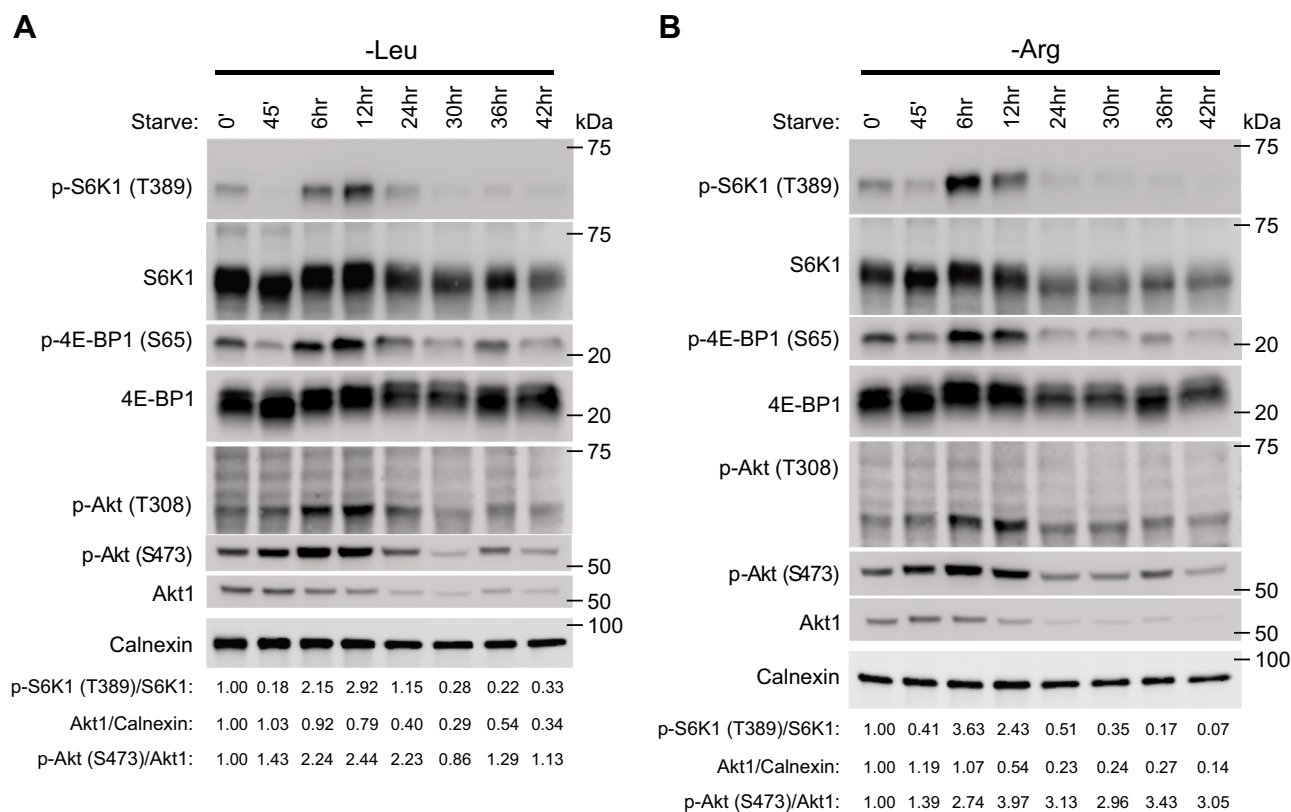 A
-Leu
Starve: 0' 45' 6hr 12hr 24hr 30hr 36hr 42hr kDa
75
p-S6K1 (T389)
75
S6K1
p-4E-BP1 (S65)
20
4E-BP1
20
75
p-Akt (T308)
p-Akt (S473)
50
Akt1
50
100
Calnexin
p-S6K1 (T389)/S6K1: 1.00 0.18 2.15 2.92 1.15 0.28 0.22 0.33
Akt1/Calnexin: 1.00 1.03 0.92 0.79 0.40 0.29 0.54 0.34
p-Akt (S473)/Akt1: 1.00 1.43 2.24 2.44 2.23 0.86 1.29 1.13
B
-Arg
Starve: 0' 45' 6hr 12hr 24hr 30hr 36hr 42hr kDa
75
p-S6K1 (T389)
75
S6K1
p-4E-BP1 (S65)
20
4E-BP1
20
75
p-Akt (T308)
p-Akt (S473)
50
Akt1
50
100
Calnexin
p-S6K1 (T389)/S6K1: 1.00 0.41 3.63 2.43 0.51 0.35 0.17 0.07
Akt1/Calnexin: 1.00 1.19 1.07 0.54 0.23 0.24 0.27 0.14
p-Akt (S473)/Akt1: 1.00 1.39 2.74 3.97 3.13 2.96 3.43 3.05